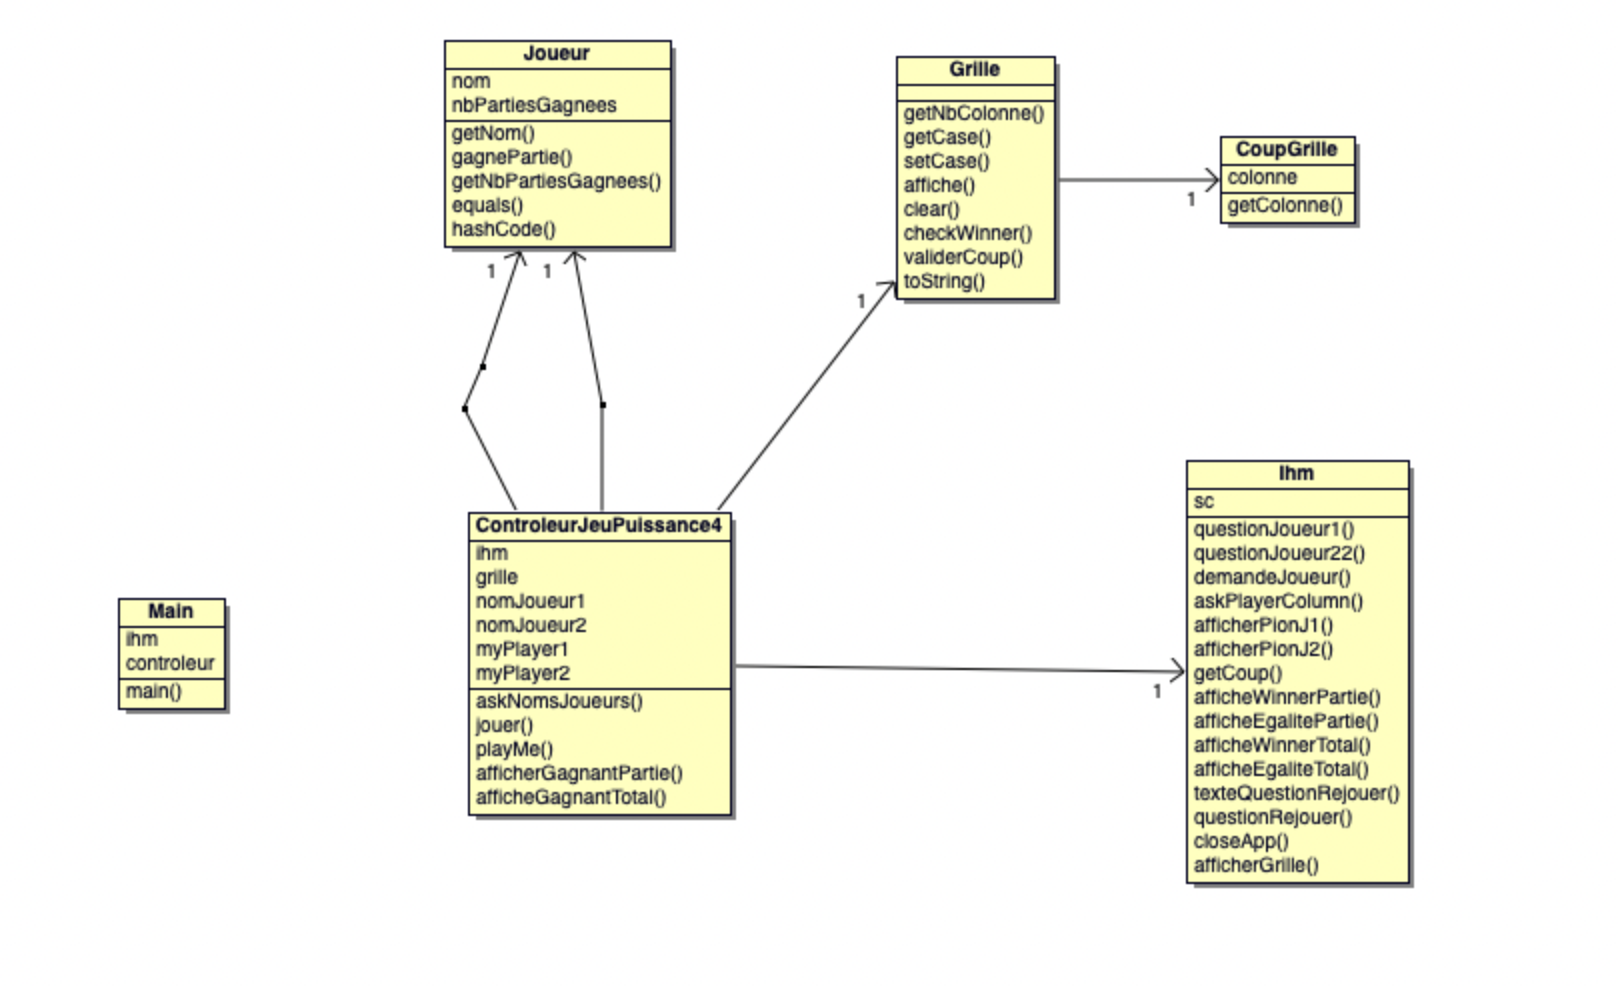 Joueur
nom
nbPartiesGagnees
getNom()
gagnePartie()
getNbPartiesGagnees()
equals()
hashCode()
1
1
Grille
getNbColonne()
getCase()
setCase()
affiche()
clear()
checkWinner()
validerCoup()
toString()
1
CoupGrille
colonne
getColonne()
1
ControleurJeuPuissance4
ihm
grille
nomJoueur1
nomJoueur2
myPlayer1
myPlayer2
askNomsJoueurs()
jouer()
playMe()
afficherGagnantPartie()
afficheGagnantTotal()
Main
ihm
controleur
main()
1
Ihm
sc
questionJoueur1()
questionJoueur22()
demandeJoueur()
askPlayerColumn()
afficherPionJ1()
afficherPionJ2()
getCoup()
afficheWinnerPartie()
afficheEgalitePartie()
afficheWinnerTotal()
afficheEgaliteTotal()
texteQuestionRejouer()
questionRejouer()
closeApp()
afficherGrille()